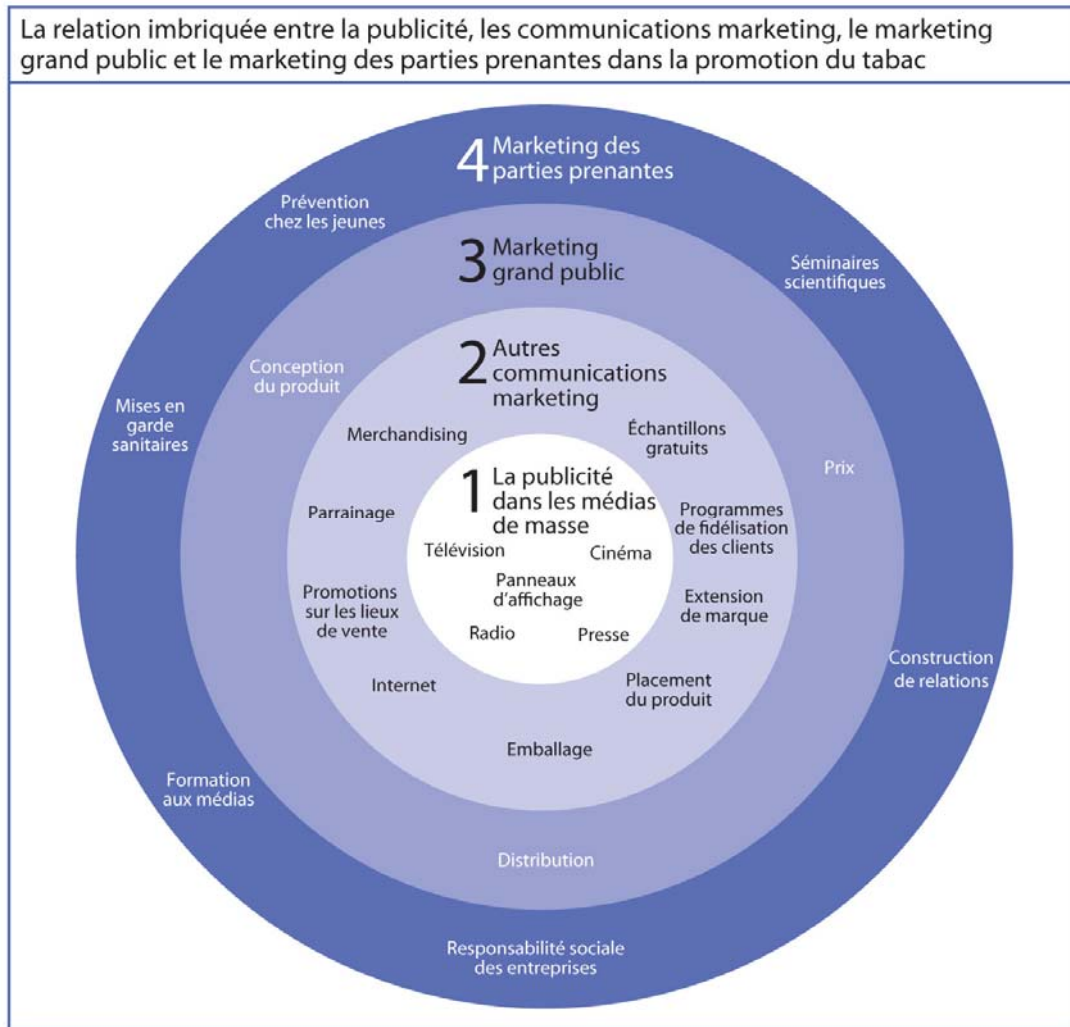 La relation imbriquée entre la publicité, les communications marketing, le marketing
grand public et le marketing des parties prenantes dans la promotion du tabac
4 Marketing des
parties prenantes
Prévention
chez les jeunes
Séminaires
scientifiques
Mises en
garde
sanitaires
Construction
de relations
Formation
aux médias
Responsabilité sociale
des entreprises
3 Marketing
grand public
Conception
du produit
Prix
Distribution
2 Autres
communications
marketing
Merchandising
Échantillons
gratuits
Parrainage
Programmes
de fidélisation
des clients
Promotions
sur les lieux
de vente
Extension
de marque
Internet
Placement
du produit
Emballage
1 La publicité
dans les médias
de masse
Télévision
Cinéma
Panneaux
d’affichage
Radio
Presse